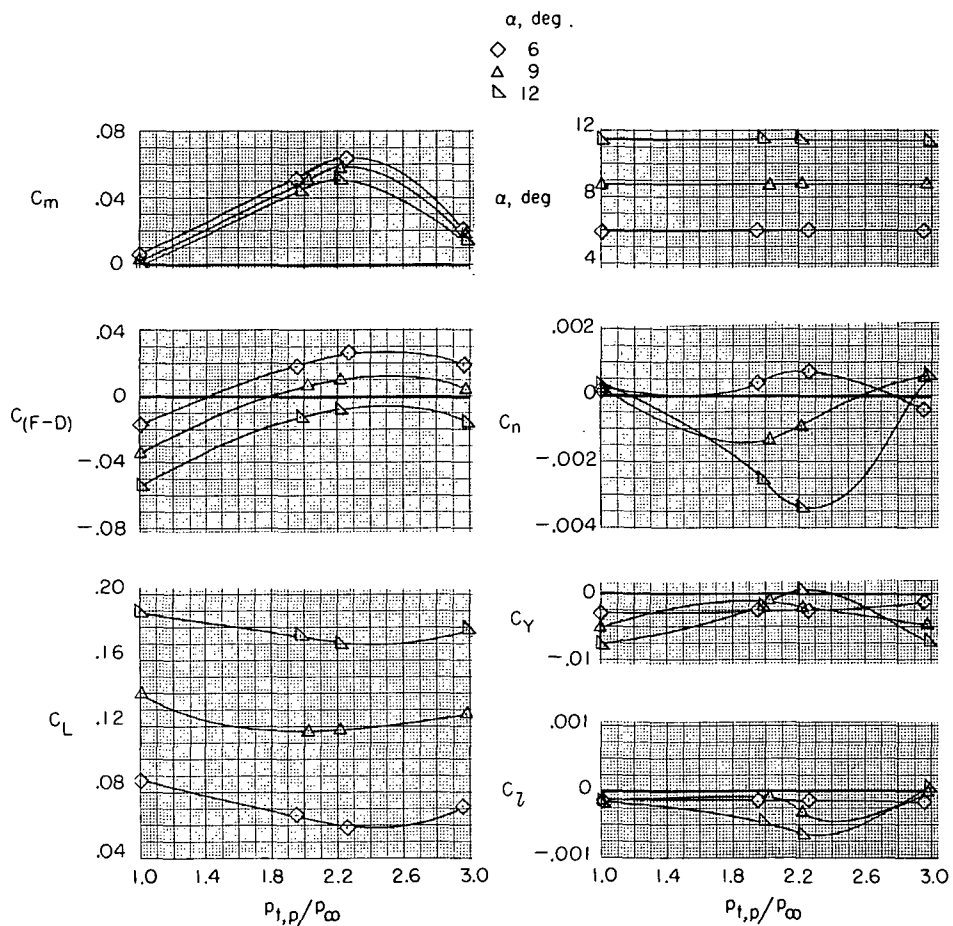 α, deg.
6
9
12
.08
.04
0
C_m
12
8
4
α, deg
.04
0
-.04
-.08
C_(F-D)
.002
0
-.002
-.004
C_n
.20
.16
.12
.08
.04
C_L
0
-.01
C_Y
.001
0
-.001
C_l
1.0 1.4 1.8 2.2 2.6 3.0
p_t,p/p_∞
1.0 1.4 1.8 2.2 2.6 3.0
p_t,p/p_∞